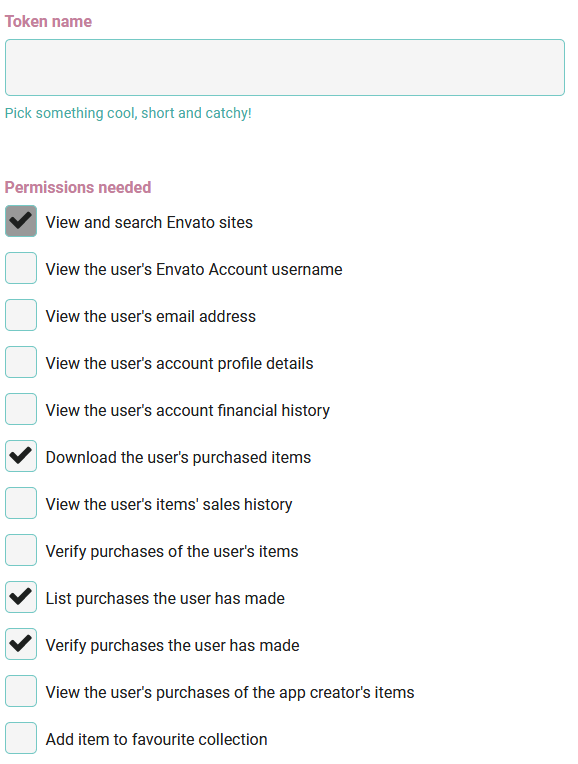 Token name
Pick something cool, short and catchy!
Permissions needed
View and search Envato sites
View the user's Envato Account username
View the user's email address
View the user's account profile details
View the user's account financial history
Download the user's purchased items
View the user's items' sales history
Verify purchases of the user's items
List purchases the user has made
Verify purchases the user has made
View the user's purchases of the app creator's items
Add item to favourite collection